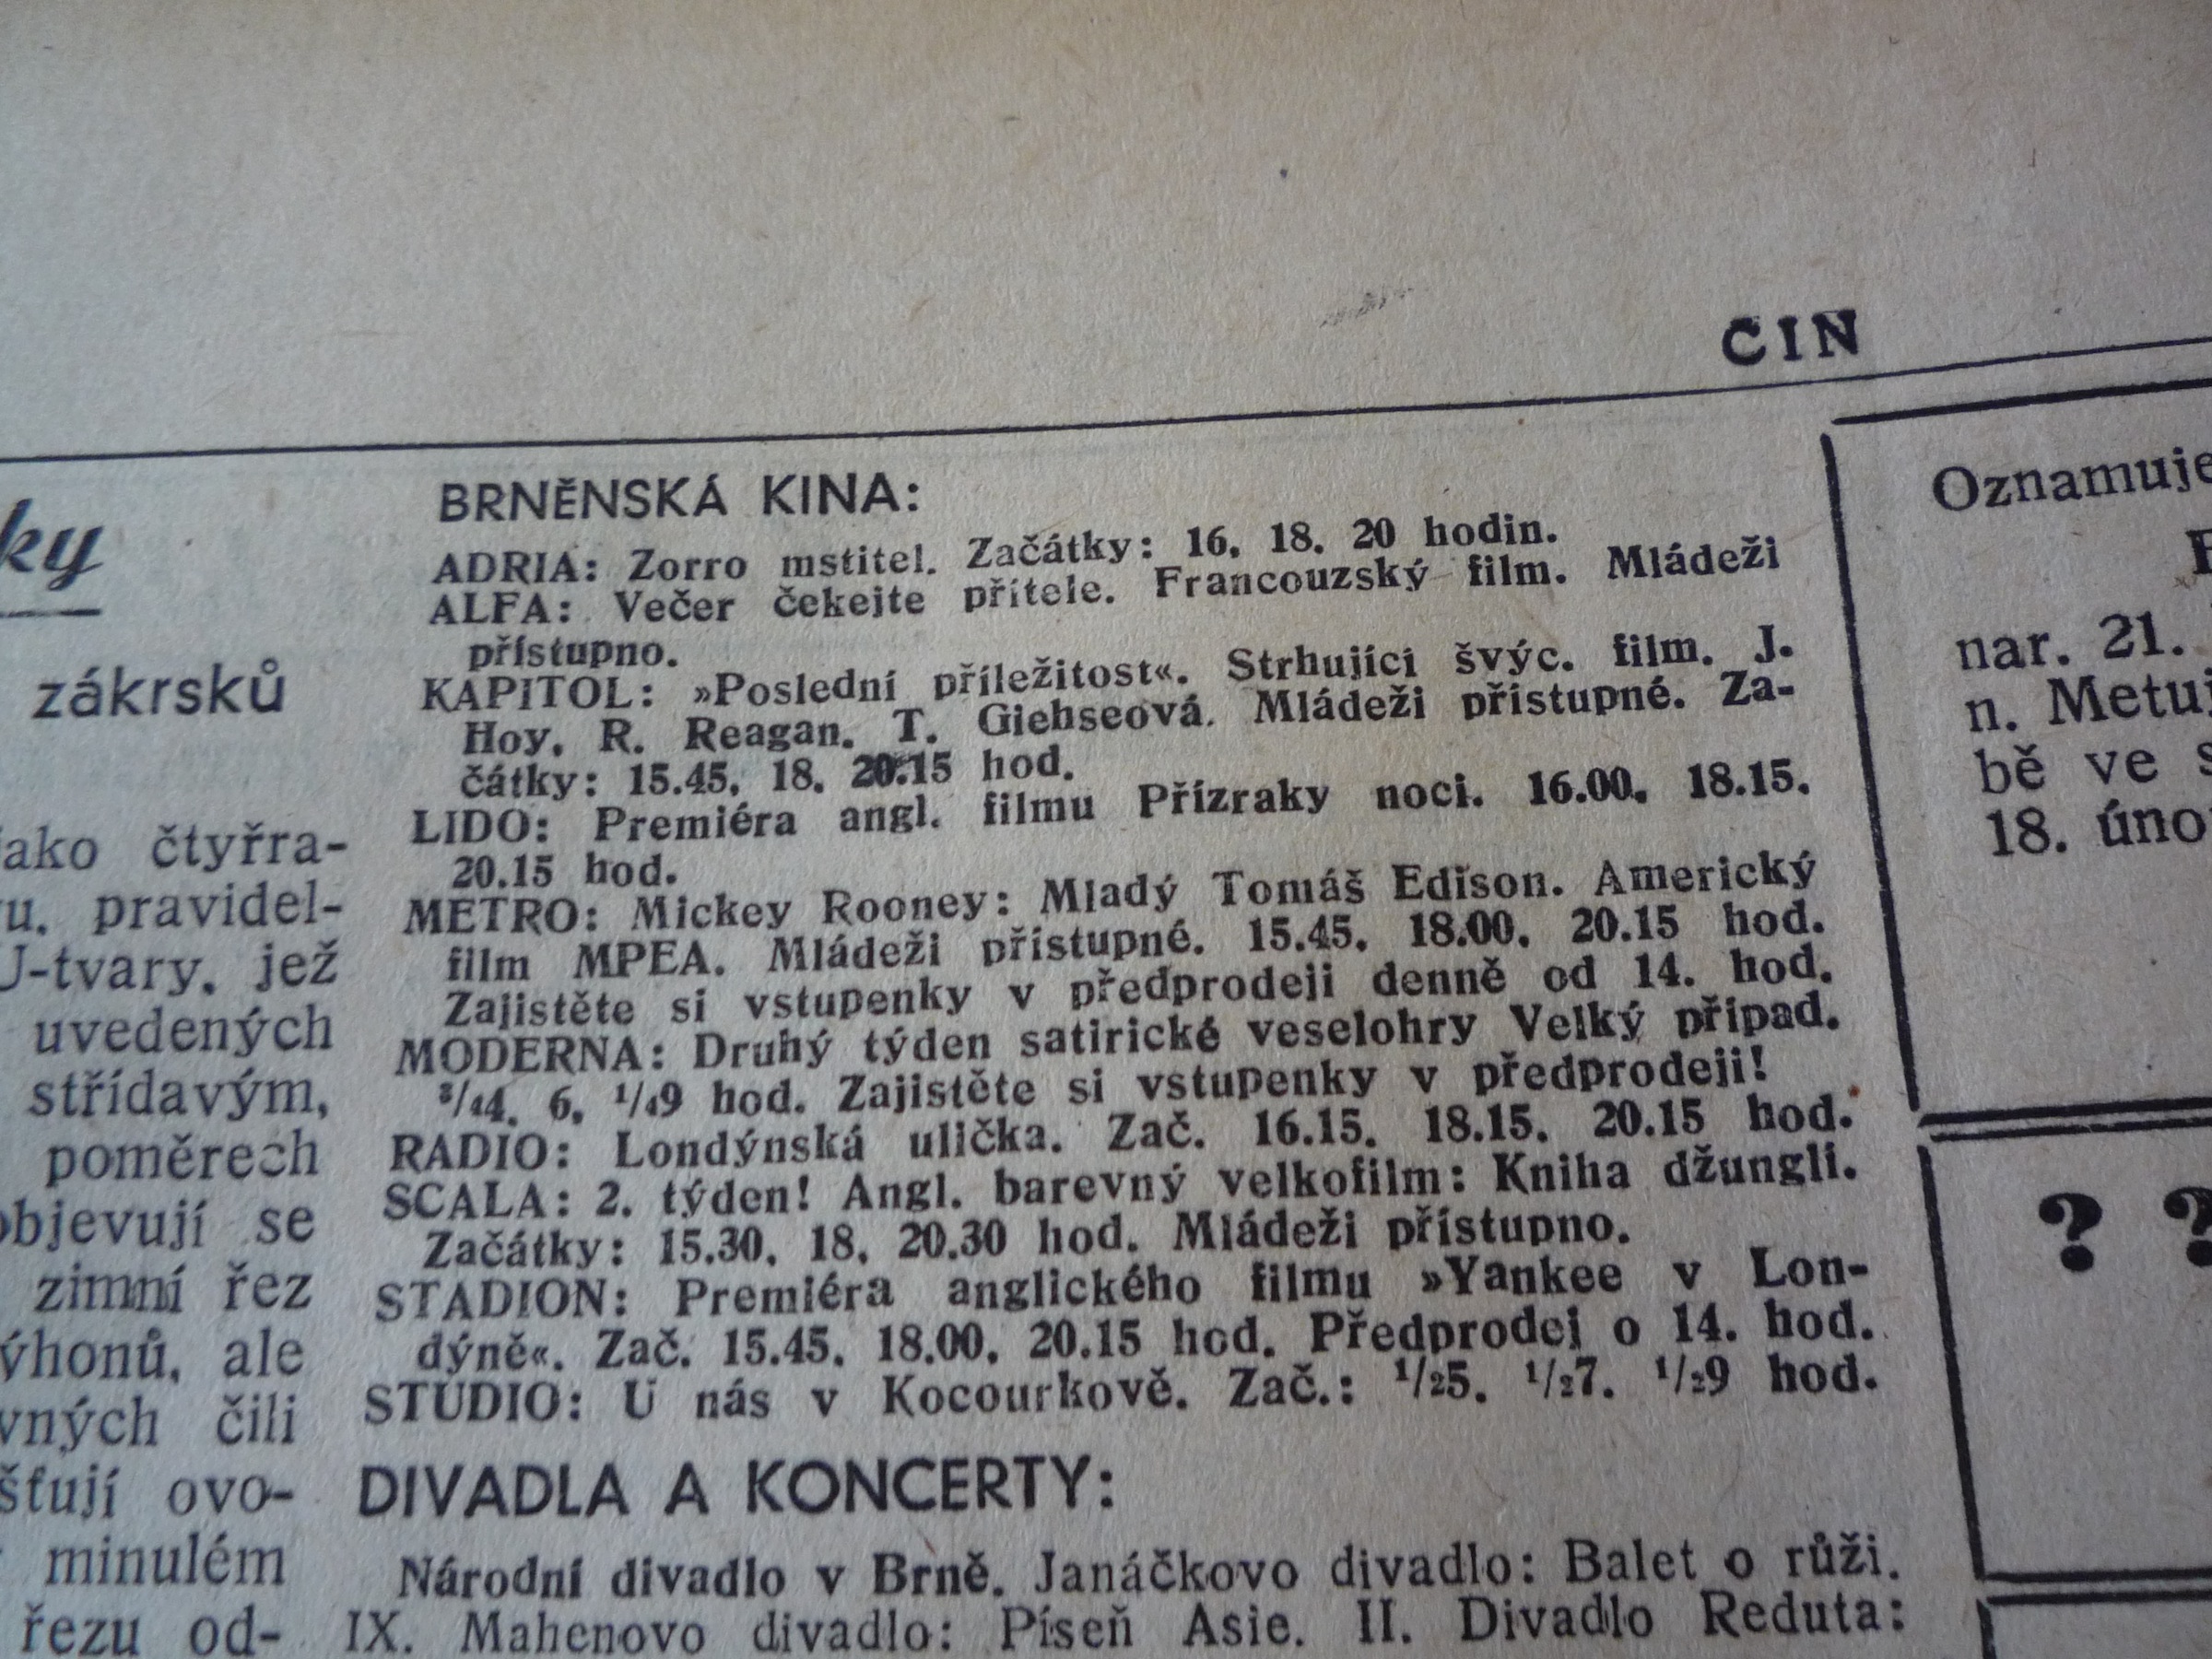 CIN
ky
zákrsků
jako čtyřra-
u, pravidel-
U-tvary, jež
uvedených
střídavým,
poměrech
objevují se
zimní řez
ýhonů, ale
vných čili
šťují ovo-
minulém
řezu od-
BRNĚNSKÁ KINA:
ADRIA: Zorro mstitel. Začátky: 16, 18, 20 hodin.
ALFA: Večer čekejte přítele. Francouzský film. Mládeži
přístupno.
KAPITOL: »Poslední příležitost«. Strhující švýc. film. J.
Hoy, R. Reagan, T. Giehseová. Mládeži přístupné. Za-
čátky: 15.45, 18, 20.15 hod.
LIDO: Premiéra angl. filmu Přízraky noci. 16.00, 18.15,
20.15 hod.
METRO: Mickey Rooney: Mladý Tomáš Edison. Americký
film MPEA. Mládeži přístupné. 15.45, 18.00, 20.15 hod.
Zajistěte si vstupenky v předprodeji denně od 14. hod.
MODERNA: Druhý týden satirické veselohry Velký případ.
3/44, 6, 1/49 hod. Zajistěte si vstupenky v předprodeji!
RADIO: Londýnská ulička. Zač. 16.15, 18.15, 20.15 hod.
SCALA: 2. týden! Angl. barevný velkofilm: Kniha džunglí.
Začátky: 15.30, 18, 20.30 hod. Mládeži přístupno.
STADION: Premiéra anglického filmu »Yankee v Lon-
dýně«. Zač. 15.45, 18.00, 20.15 hod. Předprodej o 14. hod.
STUDIO: U nás v Kocourkově. Zač.: 1/25, 1/27, 1/29 hod.
DIVADLA A KONCERTY:
Národní divadlo v Brně. Janáčkovo divadlo: Balet o růži.
IX. Mahenovo divadlo: Píseň Asie. II. Divadlo Reduta:
Oznamuje
nar. 21.
n. Metuj
bě ve s
18. úno
? ?